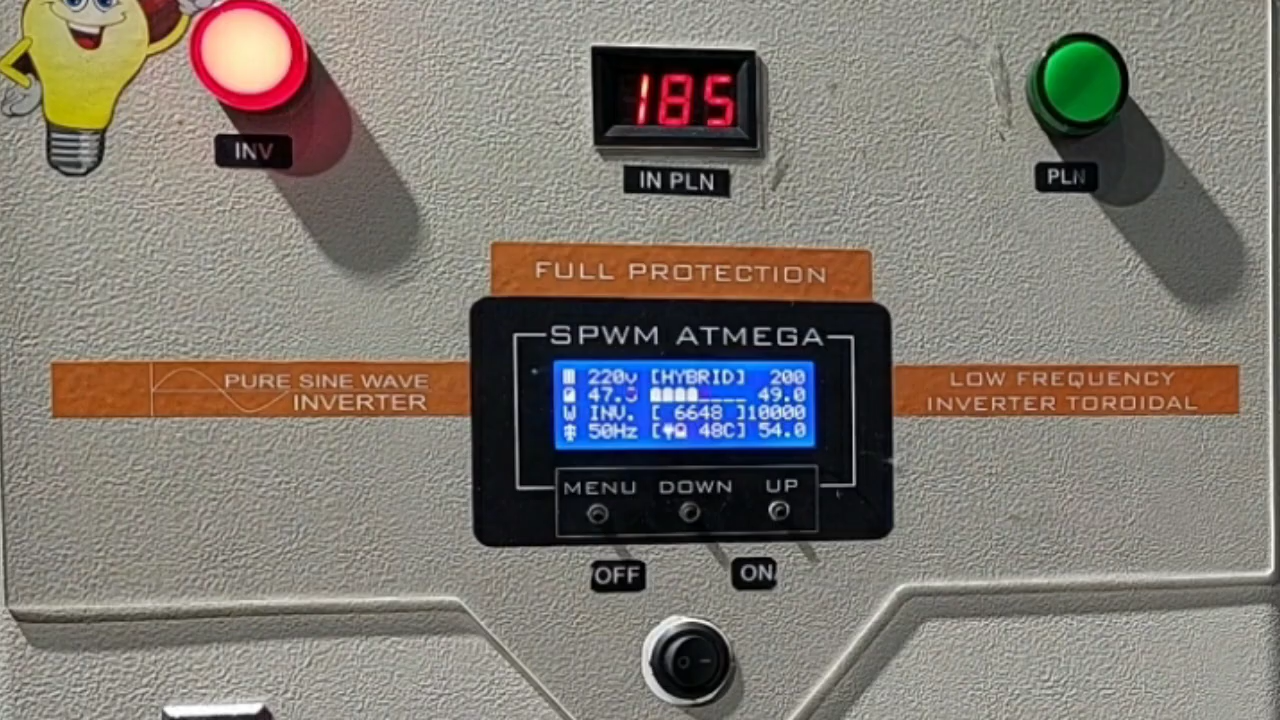 185
INV
IN PLN
PLN
FULL PROTECTION
SPWM ATMEGA
PURE SINE WAVE
INVERTER
220v [HYBRID] 200
47. 49.0
W INV. [ 6648 ]10000
50Hz [ 48C] 54.0
LOW FREQUENCY
INVERTER TOROIDAL
MENU DOWN UP
OFF ON